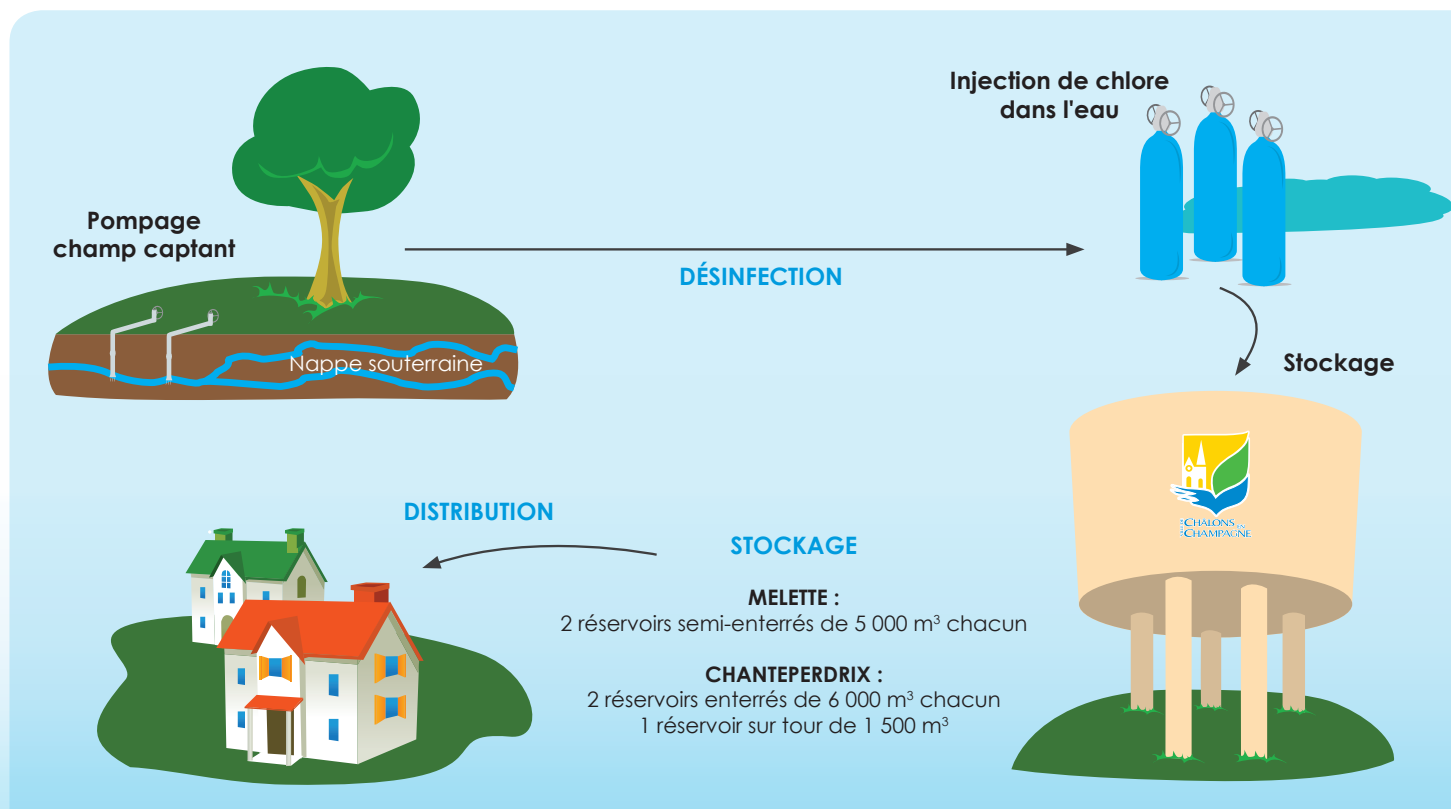 Injection de chlore
dans l'eau
Pompage
champ captant
DÉSINFECTION
Nappe souterraine
Stockage
CHALONS EN
CHAMPAGNE
DISTRIBUTION
STOCKAGE
MELETTE :
2 réservoirs semi-enterrés de 5 000 m³ chacun
CHANTEPERDRIX :
2 réservoirs enterrés de 6 000 m³ chacun
1 réservoir sur tour de 1 500 m³